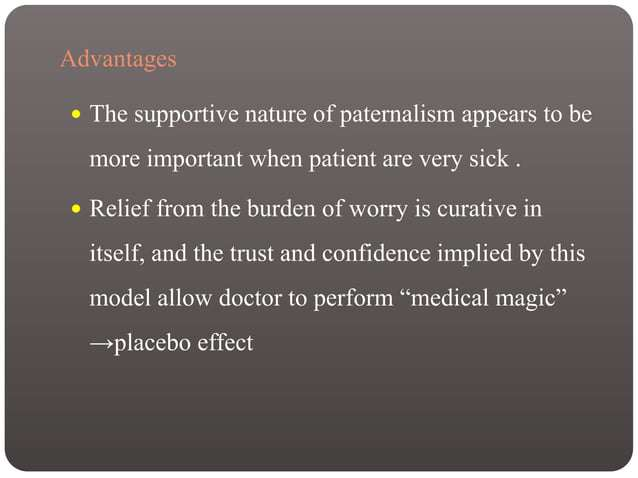 Advantages
The supportive nature of paternalism appears to be
more important when patient are very sick .
Relief from the burden of worry is curative in
itself, and the trust and confidence implied by this
model allow doctor to perform “medical magic”
→placebo effect